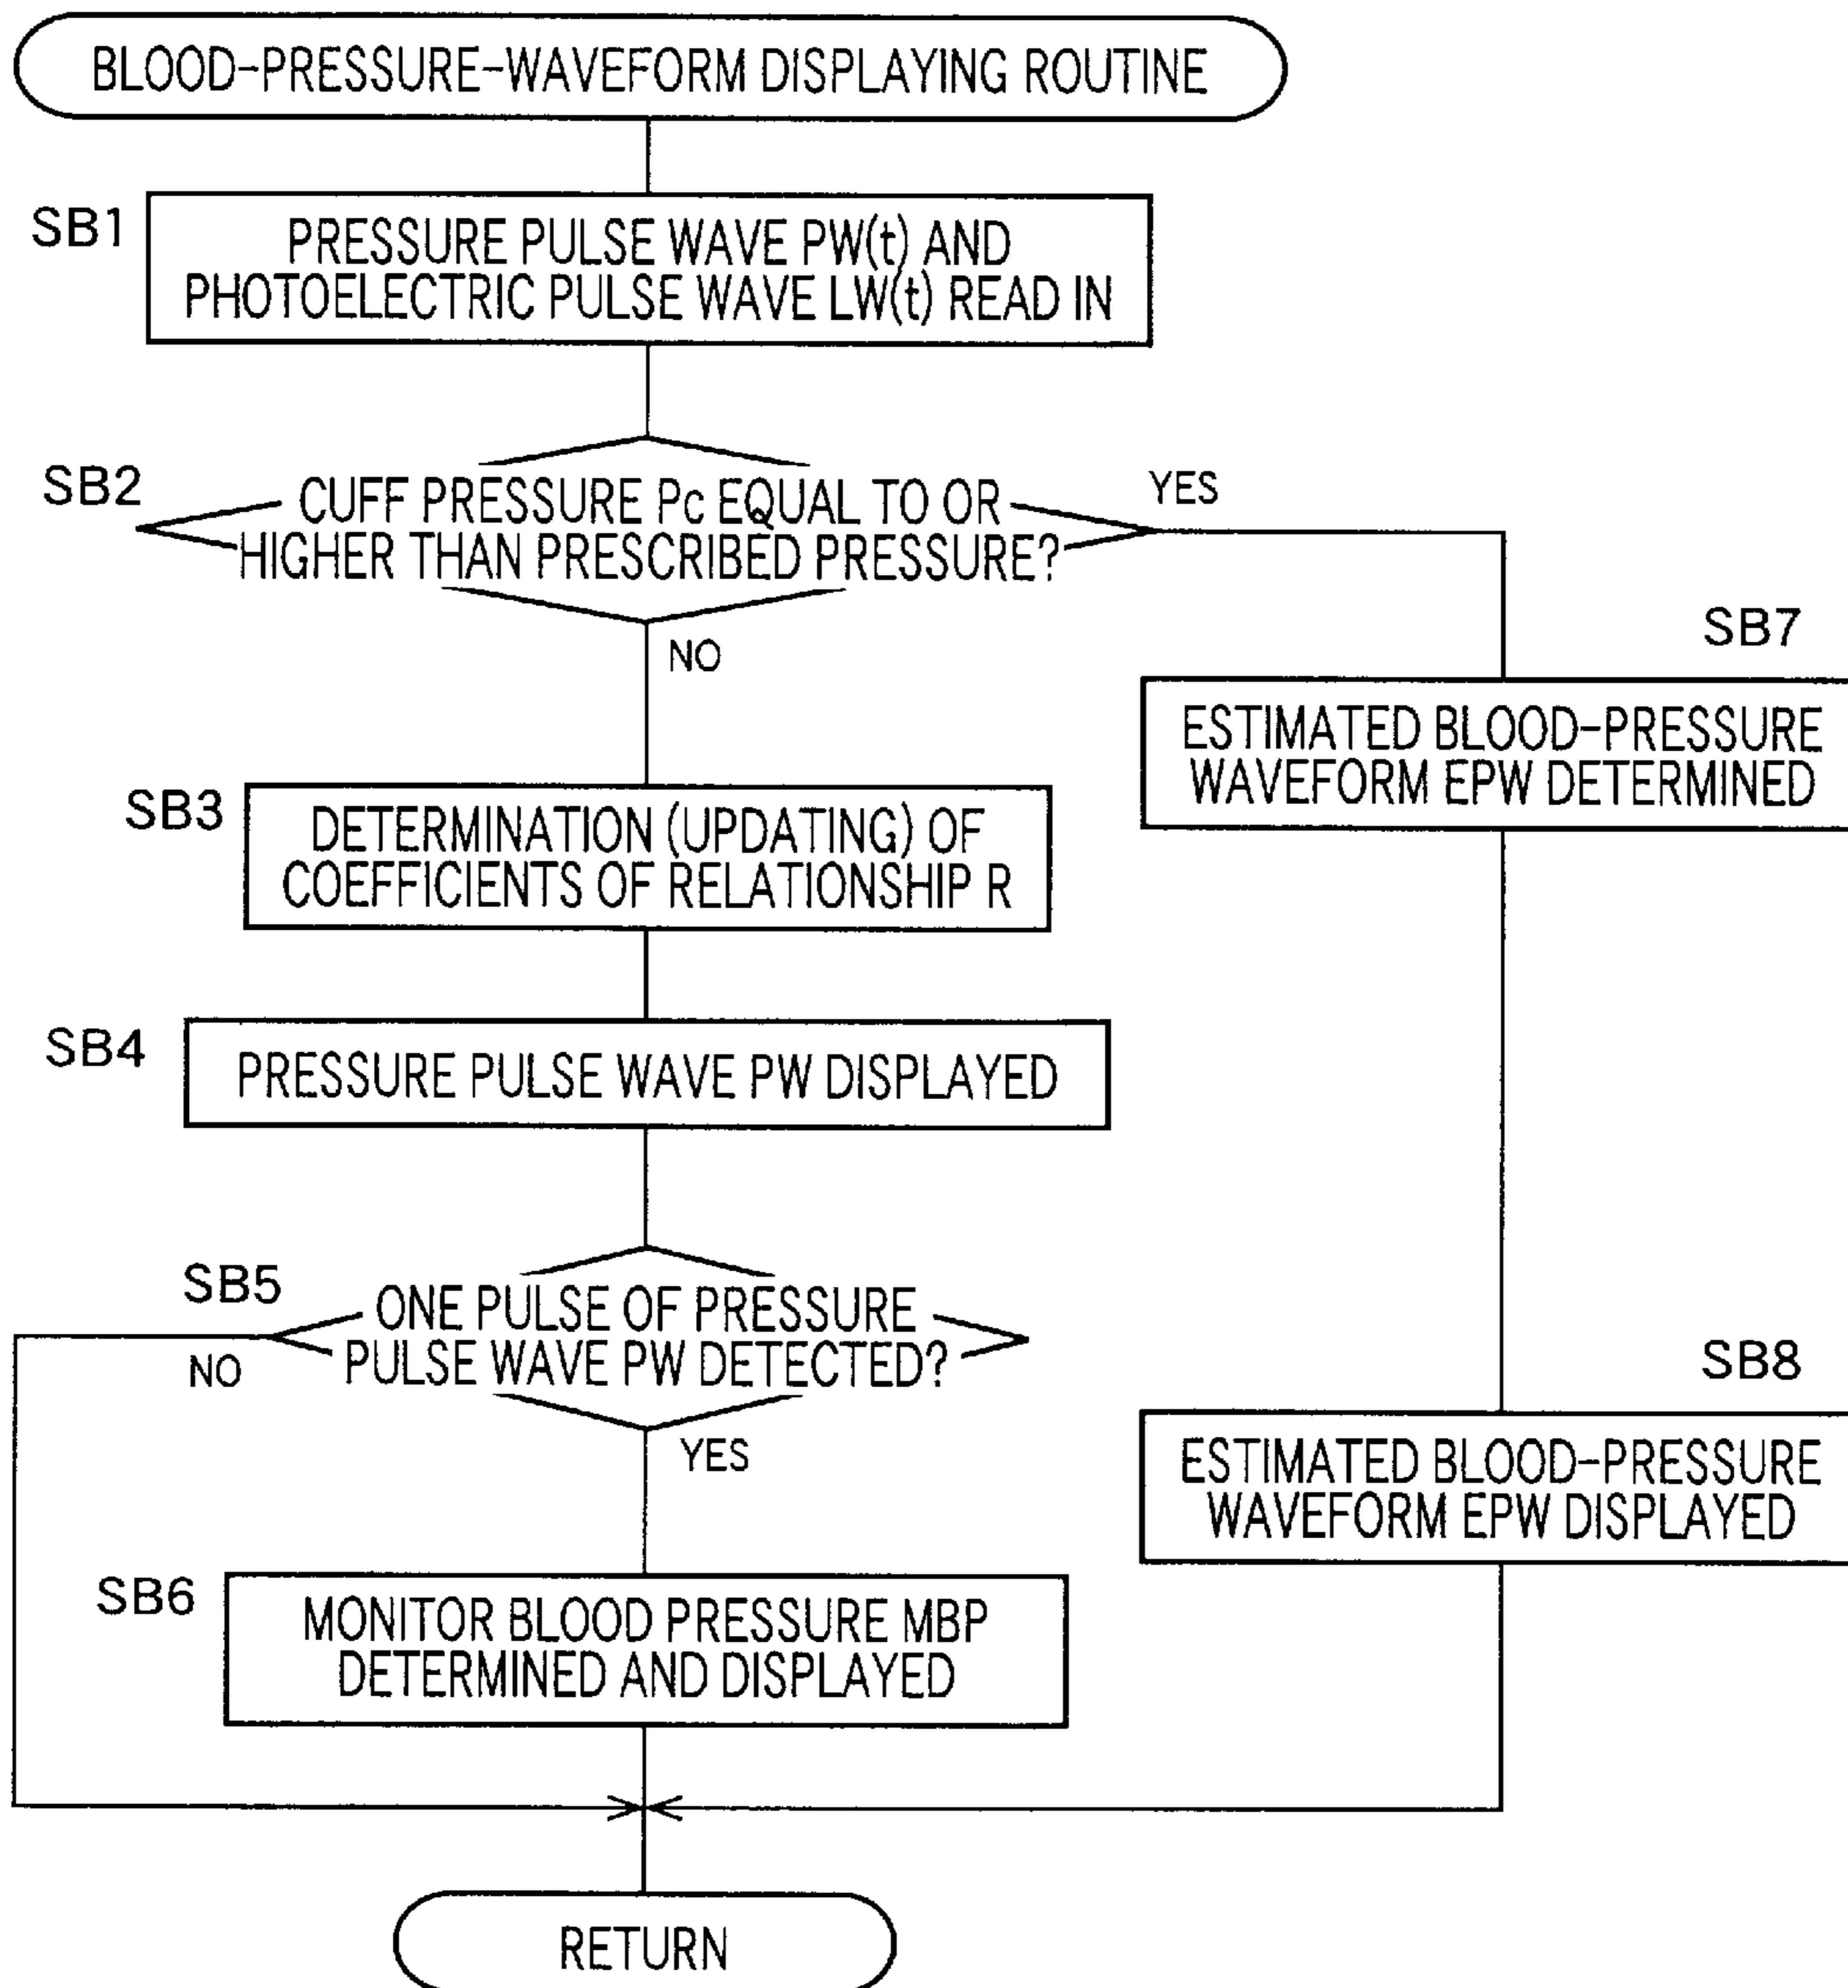 BLOOD-PRESSURE-WAVEFORM DISPLAYING ROUTINE
SB1
PRESSURE PULSE WAVE PW(t) AND
PHOTOELECTRIC PULSE WAVE LW(t) READ IN
SB2
CUFF PRESSURE Pc EQUAL TO OR
HIGHER THAN PRESCRIBED PRESSURE?
YES
NO
SB7
ESTIMATED BLOOD-PRESSURE
WAVEFORM EPW DETERMINED
SB3
DETERMINATION (UPDATING) OF
COEFFICIENTS OF RELATIONSHIP R
SB4
PRESSURE PULSE WAVE PW DISPLAYED
SB5
ONE PULSE OF PRESSURE
PULSE WAVE PW DETECTED?
NO
YES
SB8
ESTIMATED BLOOD-PRESSURE
WAVEFORM EPW DISPLAYED
SB6
MONITOR BLOOD PRESSURE MBP
DETERMINED AND DISPLAYED
RETURN